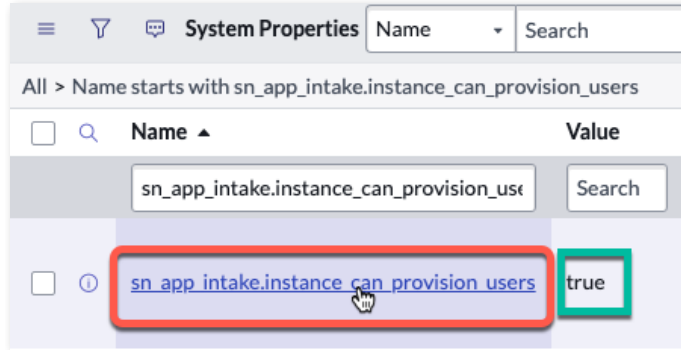 System Properties Name Search
All > Name starts with sn_app_intake.instance_can_provision_users
Name Value
sn_app_intake.instance_can_provision_use Search
sn_app_intake.instance_can_provision_users true